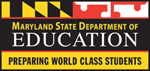 MARYLAND STATE DEPARTMENT OF
EDUCATION
PREPARING WORLD CLASS STUDENTS